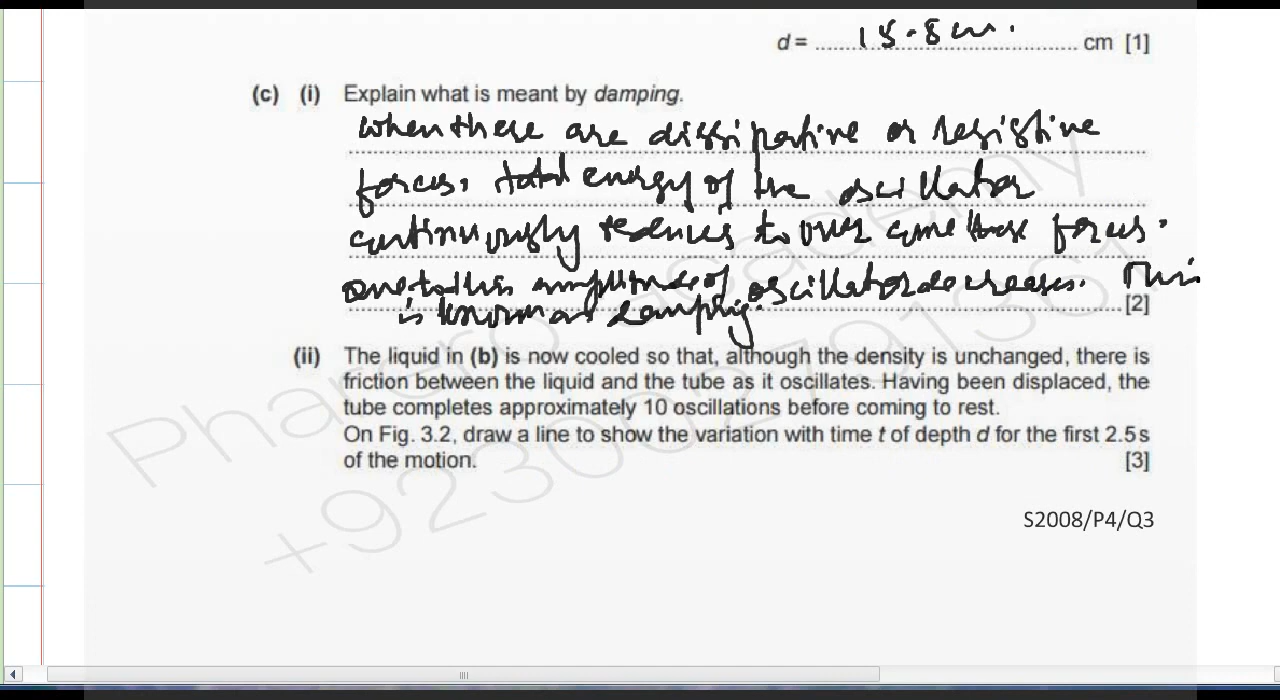 d = 15.8 cm. cm [1]
(c) (i) Explain what is meant by damping.
When there are dissipative or resistive
forces, total energy of the oscillator
continuously reduces to over come these forces.
Due to this amplitude of oscillator decreases. This
is known as damping. [2]
(ii) The liquid in (b) is now cooled so that, although the density is unchanged, there is
friction between the liquid and the tube as it oscillates. Having been displaced, the
tube completes approximately 10 oscillations before coming to rest.
On Fig. 3.2, draw a line to show the variation with time t of depth d for the first 2.5 s
of the motion. [3]
S2008/P4/Q3